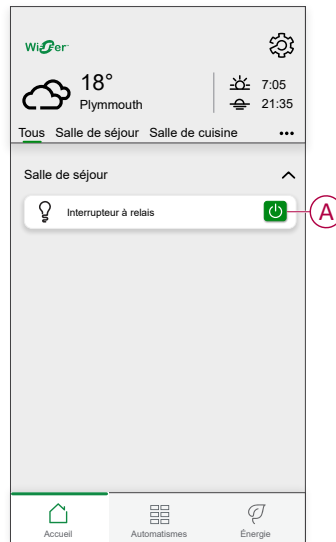 Wiser
18°
Plymmouth
7:05
21:35
Tous Salle de séjour Salle de cuisine •••
Salle de séjour
Interrupteur à relais
A
Accueil Automatismes Énergie